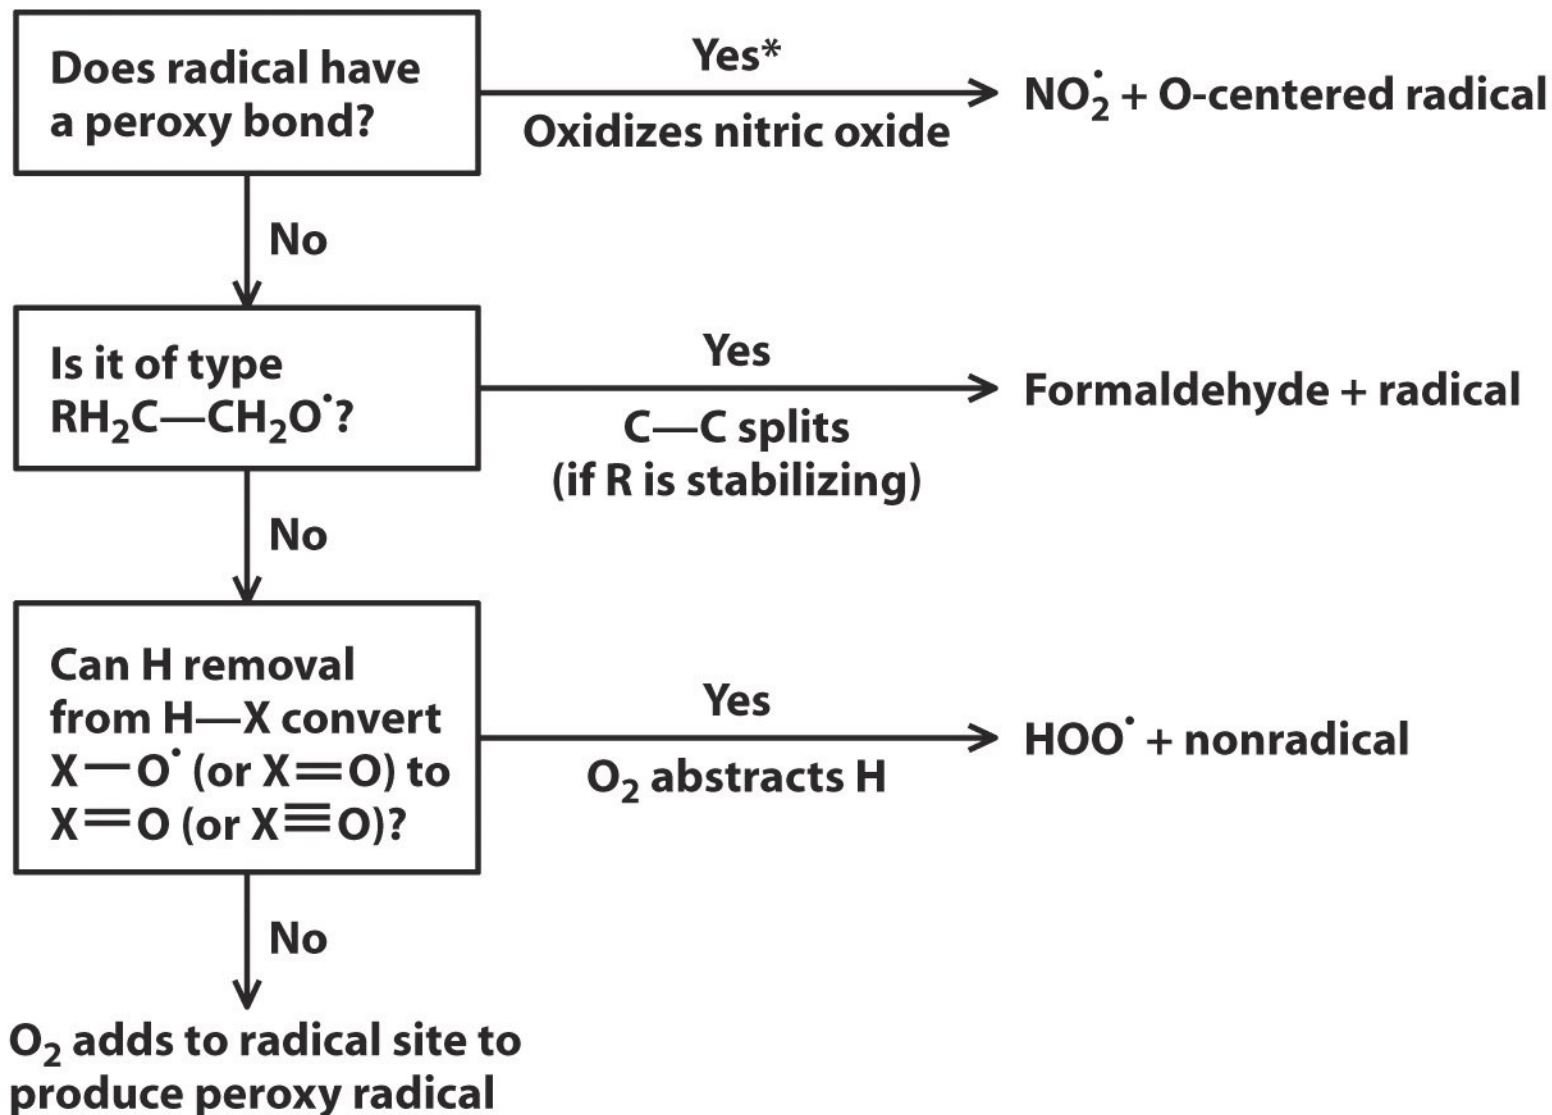 Does radical have
a peroxy bond?
Yes*
Oxidizes nitric oxide
NO₂• + O-centered radical
No
Is it of type
RH₂C—CH₂O•?
Yes
C—C splits
(if R is stabilizing)
Formaldehyde + radical
No
Can H removal
from H—X convert
X—O• (or X=O) to
X=O (or X≡O)?
Yes
O₂ abstracts H
HOO• + nonradical
No
O₂ adds to radical site to
produce peroxy radical